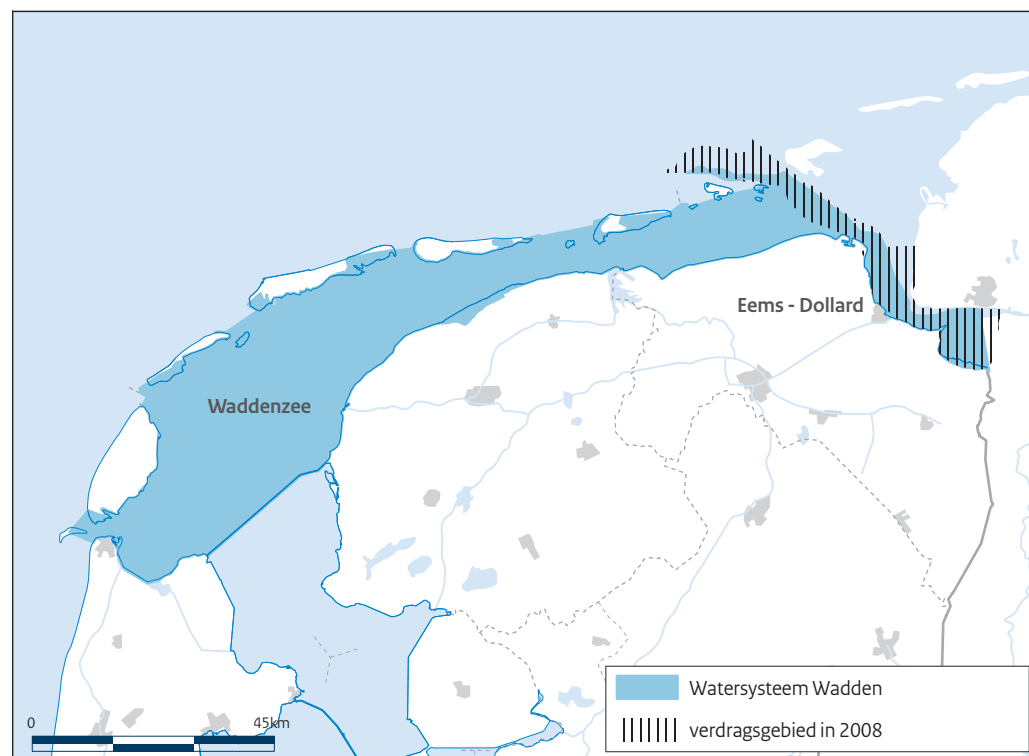 Eems - Dollard
Waddenzee
Watersysteem Wadden
0 45km
verdragsgebied in 2008